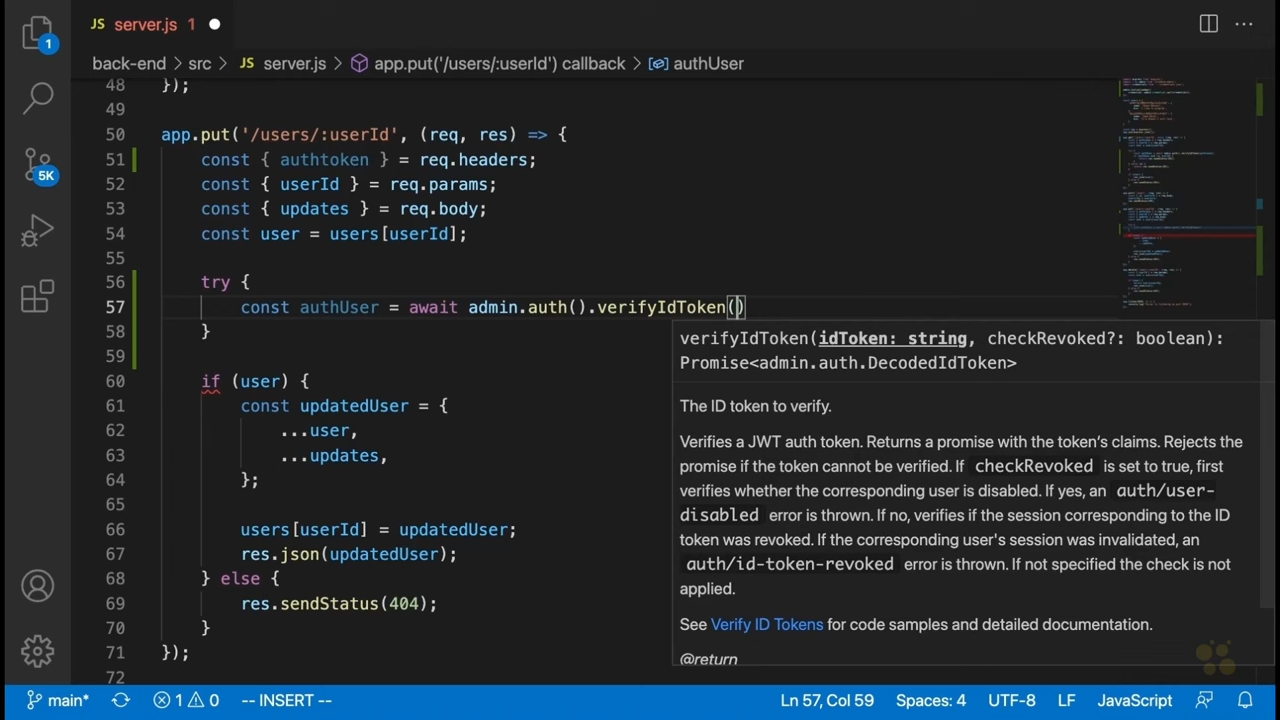 1
JS server.js 1
back-end > src > JS server.js > app.put('/users/:userId') callback > authUser
48 });
49
50 app.put('/users/:userId', (req, res) => {
51 const { authtoken } = req.headers;
52 const { userId } = req.params;
53 const { updates } = req.body;
54 const user = users[userId];
55
56 try {
57 const authUser = await admin.auth().verifyIdToken()
58 }
59
60 if (user) {
61 const updatedUser = {
62 ...user,
63 ...updates,
64 };
65
66 users[userId] = updatedUser;
67 res.json(updatedUser);
68 } else {
69 res.sendStatus(404);
70 }
71 });
72
5K
verifyIdToken(idToken: string, checkRevoked?: boolean):
Promise<admin.auth.DecodedIdToken>
The ID token to verify.
Verifies a JWT auth token. Returns a promise with the token’s claims. Rejects the
promise if the token cannot be verified. If checkRevoked is set to true, first
verifies whether the corresponding user is disabled. If yes, an auth/user-
disabled error is thrown. If no, verifies if the session corresponding to the ID
token was revoked. If the corresponding user's session was invalidated, an
auth/id-token-revoked error is thrown. If not specified the check is not
applied.
See Verify ID Tokens for code samples and detailed documentation.
@return
main* 1 0 -- INSERT -- Ln 57, Col 59 Spaces: 4 UTF-8 LF JavaScript